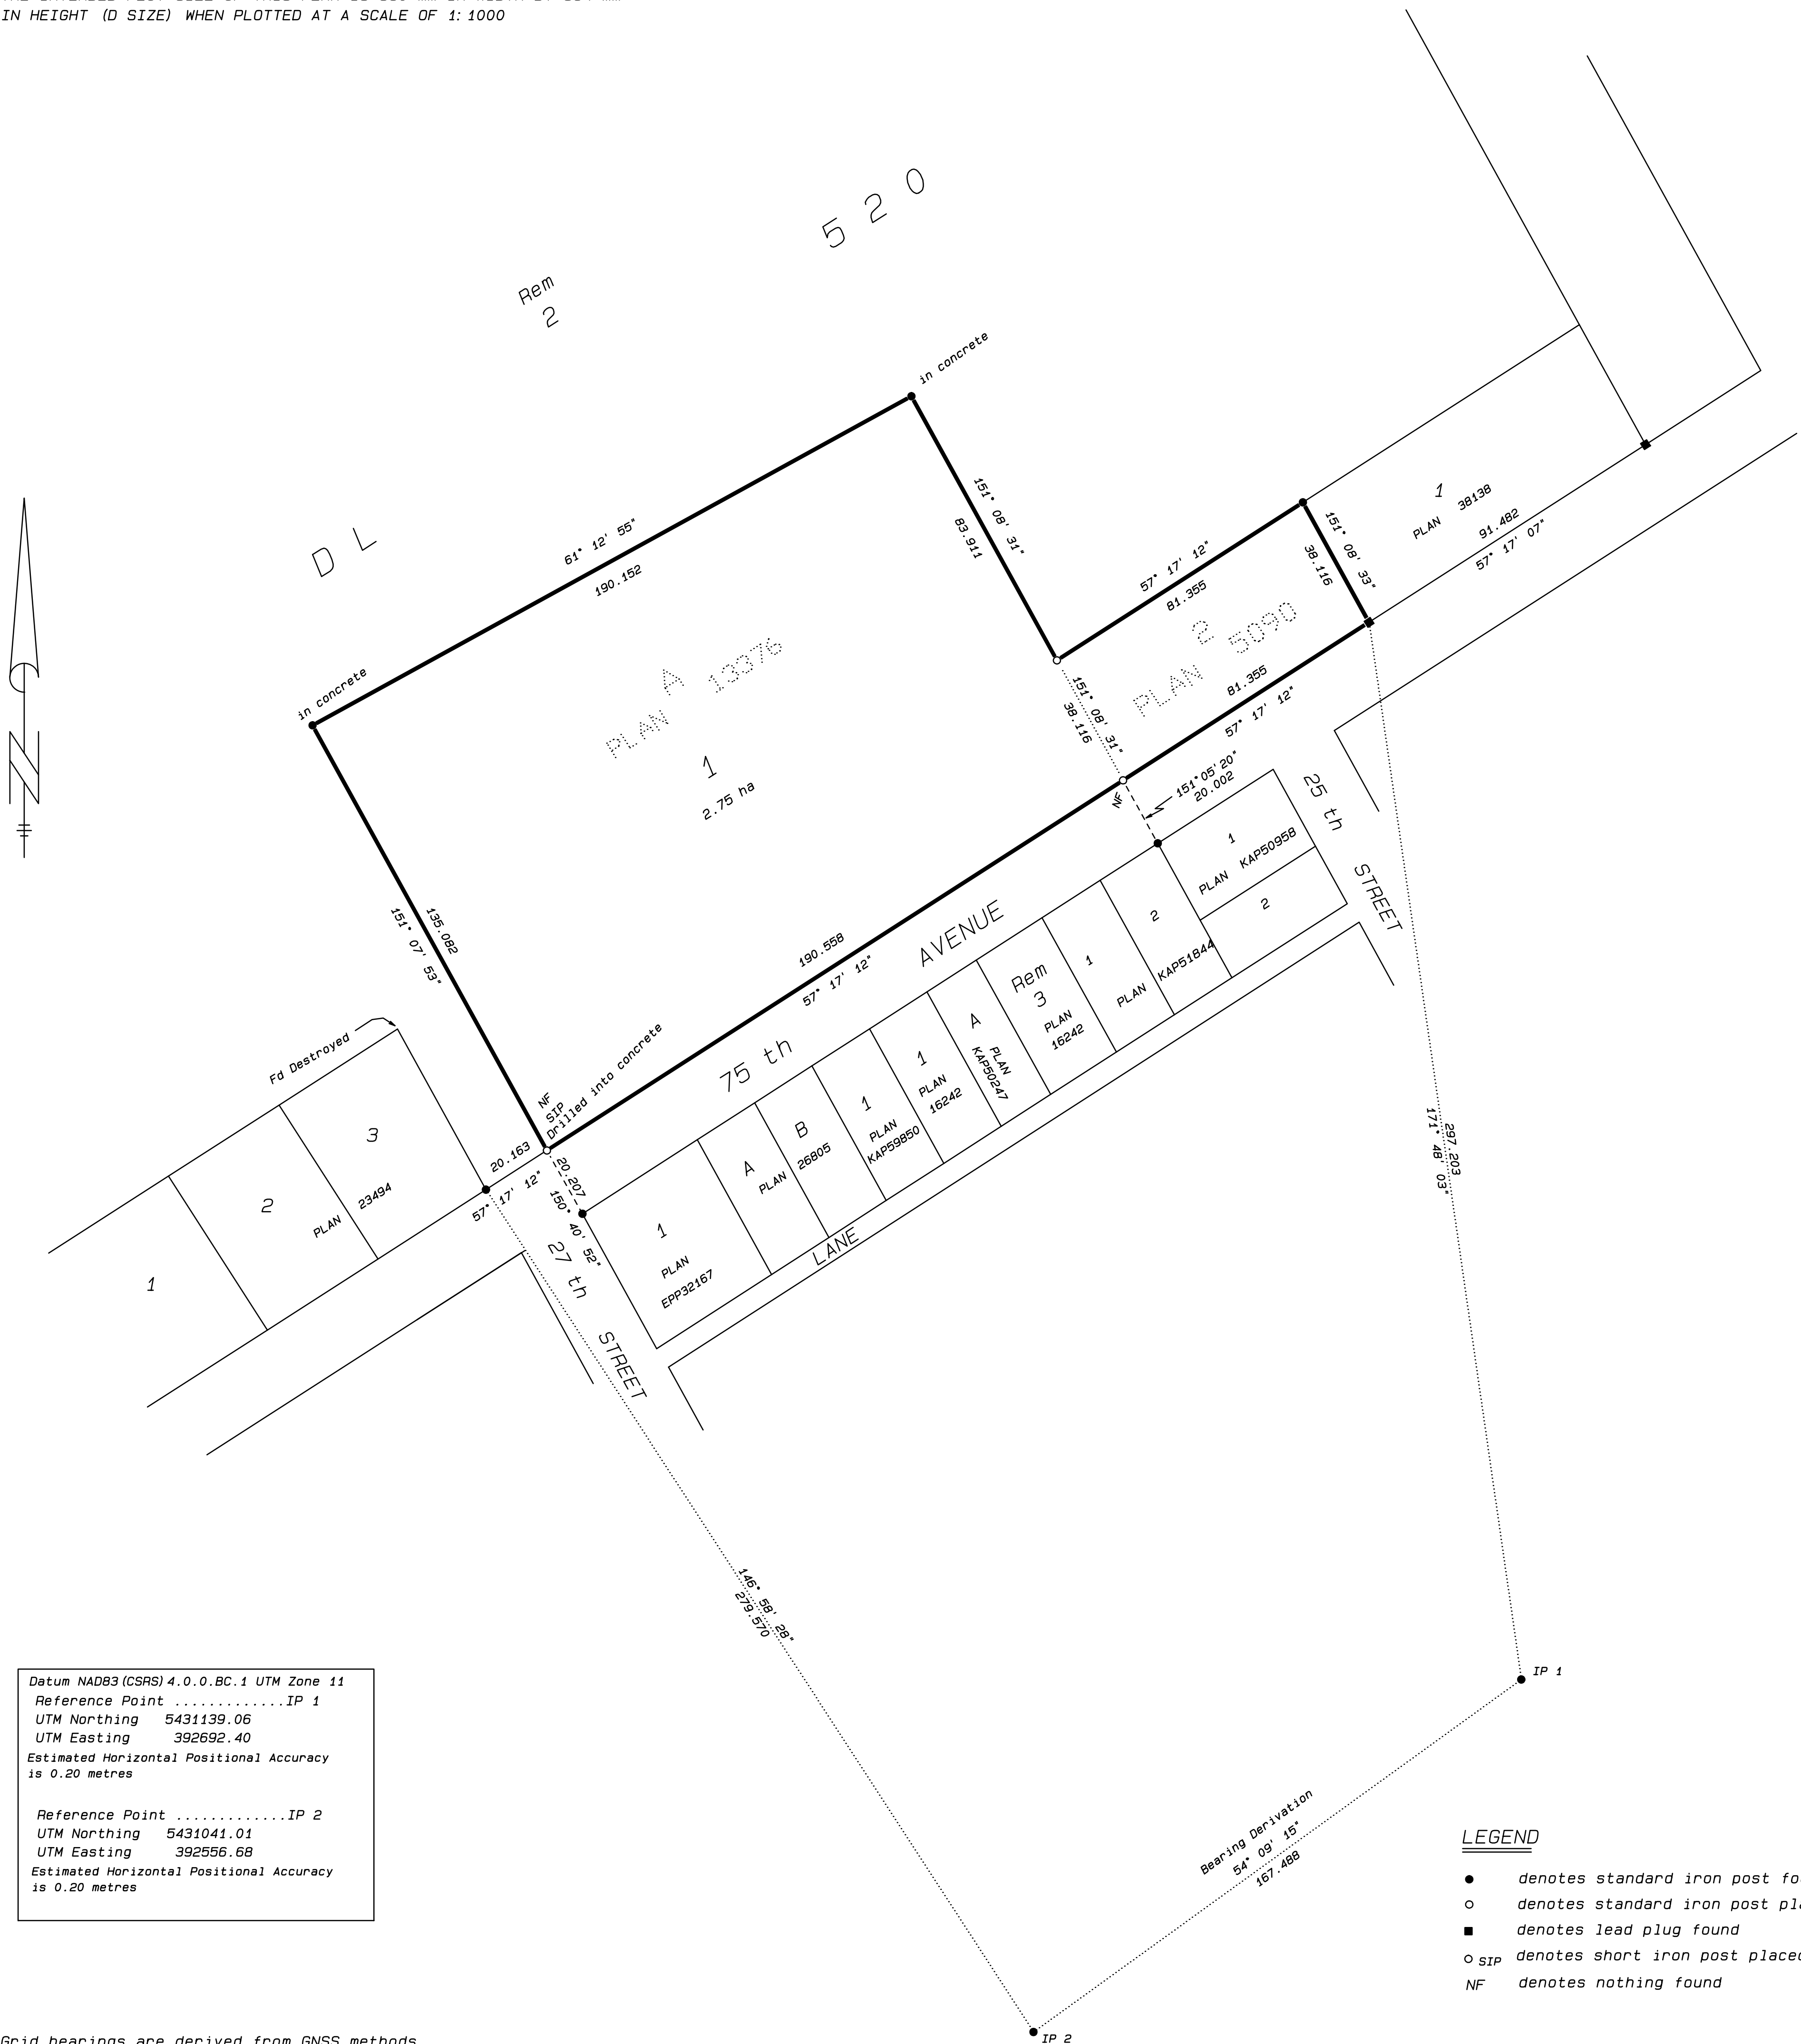 IN HEIGHT (D SIZE) WHEN PLOTTED AT A SCALE OF 1:1000
D L
5 2 0
Rem
2
in concrete
in concrete
61° 12' 55"
190.152
151° 08' 31"
83.911
57° 17' 12"
81.355
151° 08' 33"
38.116
1
PLAN 38138
91.482
57° 17' 07"
A
PLAN 13376
1
2.75 ha
2
PLAN 5090
151° 08' 31"
38.116
81.355
57° 17' 12"
NF
151°05'20"
20.002
135.082
151° 07' 53"
190.558
57° 17' 12"
Fd Destroyed
NF
SIP
Drilled into concrete
20.163
57° 17' 12"
20.207
150° 40' 52"
75 th AVENUE
25 th STREET
27 th STREET
LANE
1
2
3
PLAN 23494
1
PLAN
EPP32167
A
B
PLAN 26805
1
PLAN
KAP59850
1
PLAN
16242
A
PLAN
KAP50247
Rem
3
PLAN
16242
1
2
PLAN KAP51844
1
PLAN KAP50958
2
297.203
171° 48' 03"
146° 58' 28"
279.570
IP 1
Bearing Derivation
54° 09' 15"
167.488
IP 2
N
Datum NAD83(CSRS)4.0.0.BC.1 UTM Zone 11
Reference Point .............IP 1
UTM Northing 5431139.06
UTM Easting 392692.40
Estimated Horizontal Positional Accuracy
is 0.20 metres
Reference Point .............IP 2
UTM Northing 5431041.01
UTM Easting 392556.68
Estimated Horizontal Positional Accuracy
is 0.20 metres
LEGEND
denotes standard iron post
denotes standard iron post
denotes lead plug found
SIP denotes short iron post placed
NF denotes nothing found
Grid bearings are derived from GNSS methods